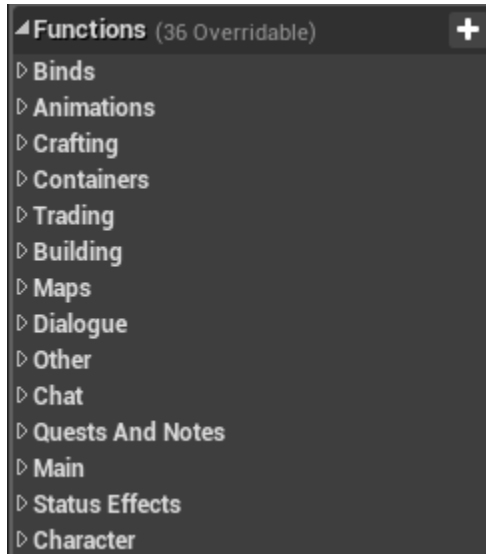 Functions (36 Overridable)
Binds
Animations
Crafting
Containers
Trading
Building
Maps
Dialogue
Other
Chat
Quests And Notes
Main
Status Effects
Character